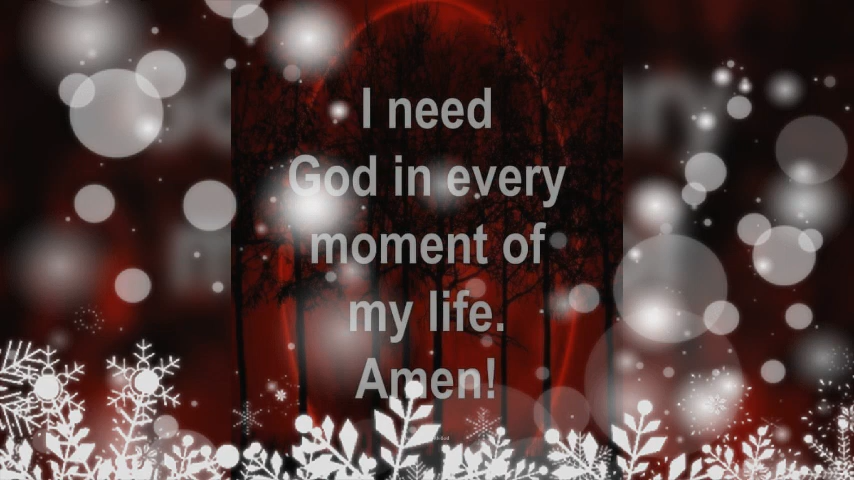 I need
God in every
moment of
my life.
Amen!